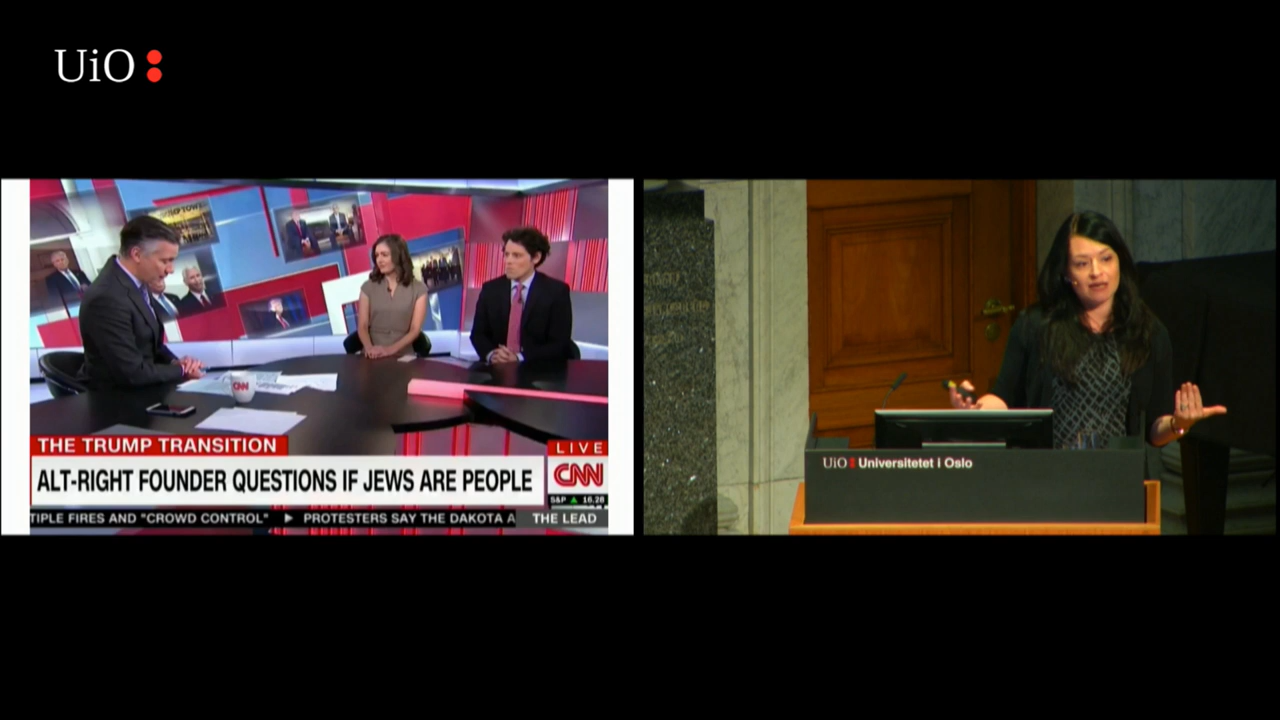 UiO:
THE TRUMP TRANSITION
LIVE
ALT-RIGHT FOUNDER QUESTIONS IF JEWS ARE PEOPLE
CNN
CNN
S&P ▲ 16.28
TIPLE FIRES AND "CROWD CONTROL" ► PROTESTERS SAY THE DAKOTA A
THE LEAD
UiO: Universitetet i Oslo